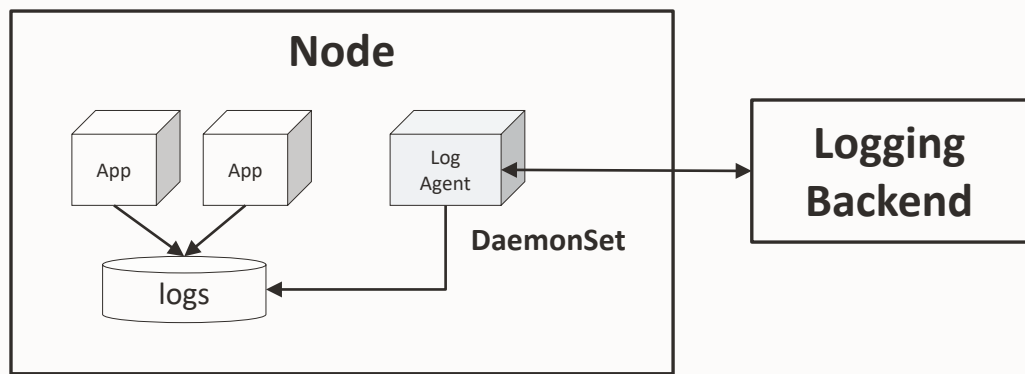 Node
App
App
Log
Agent
DaemonSet
logs
Logging
Backend